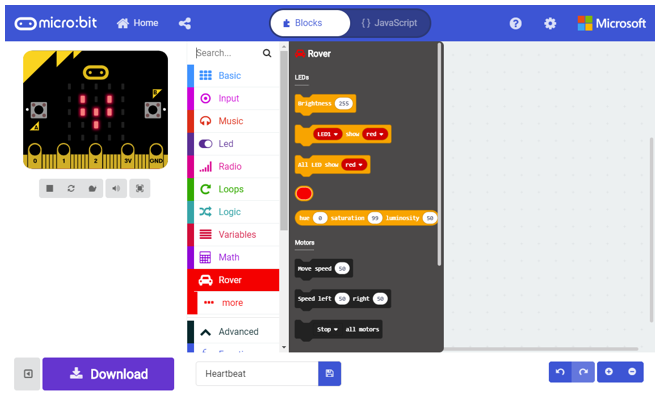 micro:bit
Home
Blocks
{ } JavaScript
Microsoft
Search...
Basic
Input
Music
Led
Radio
Loops
Logic
Variables
Math
Rover
more
Advanced
Rover
LEDs
Brightness 255
LED1 show red
All LED show red
hue 0 saturation 99 luminosity 50
Motors
Move speed 50
Speed left 50 right 50
Stop all motors
A
B
0 1 2 3V GND
Download
Heartbeat